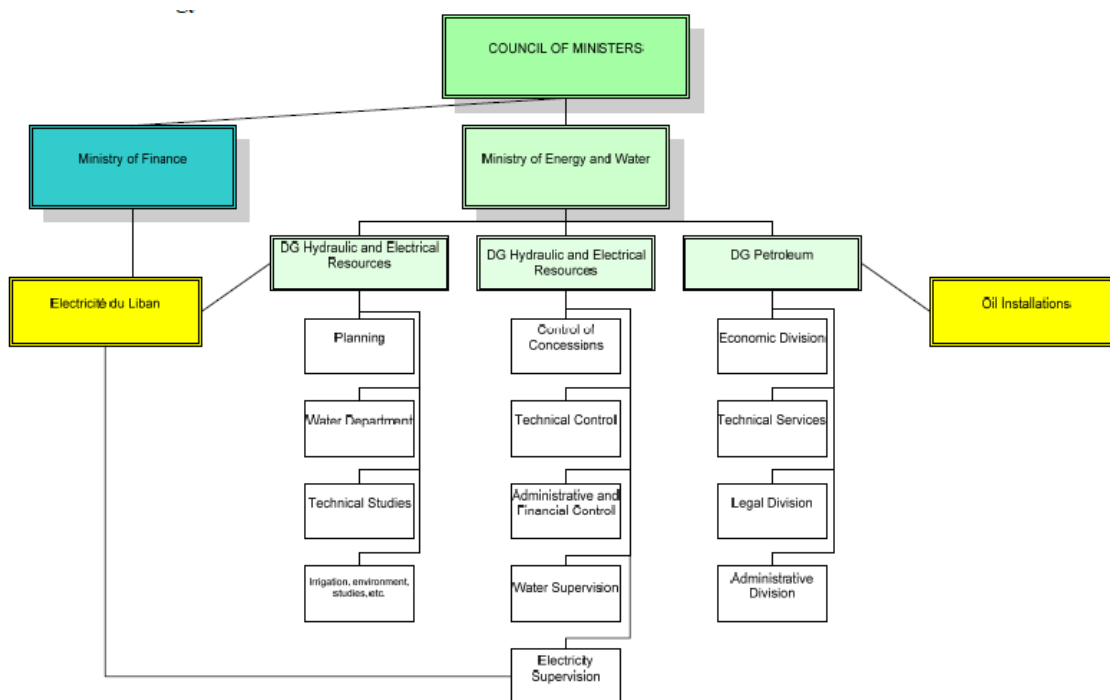 COUNCIL OF MINISTERS
Ministry of Finance
Ministry of Energy and Water
DG Hydraulic and Electrical
Resources
DG Hydraulic and Electrical
Resources
DG Petroleum
Electricité du Liban
Oil Installations
Planning
Control of
Concessions
Economic Division
Water Department
Technical Control
Technical Services
Technical Studies
Administrative and
Financial Control
Legal Division
Irrigation, environment,
studies, etc.
Water Supervision
Administrative
Division
Electricity
Supervision